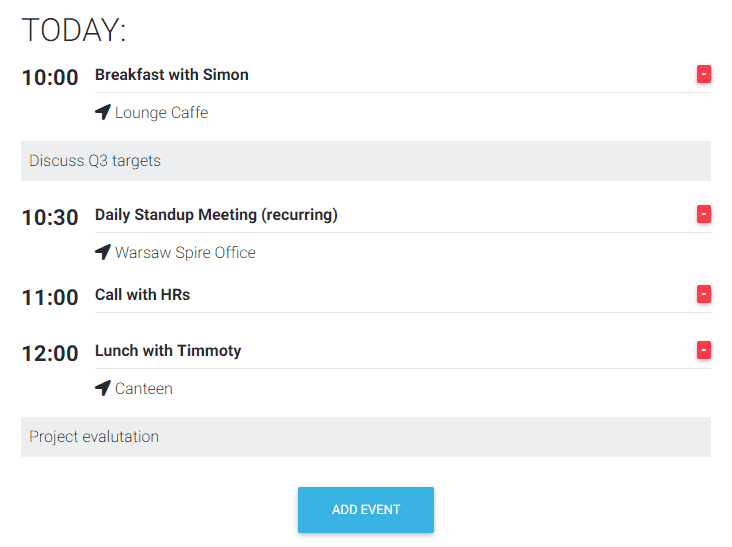 TODAY:
10:00 Breakfast with Simon -
Lounge Caffe
Discuss Q3 targets
10:30 Daily Standup Meeting (recurring) -
Warsaw Spire Office
11:00 Call with HRs -
12:00 Lunch with Timmoty -
Canteen
Project evalutation
ADD EVENT